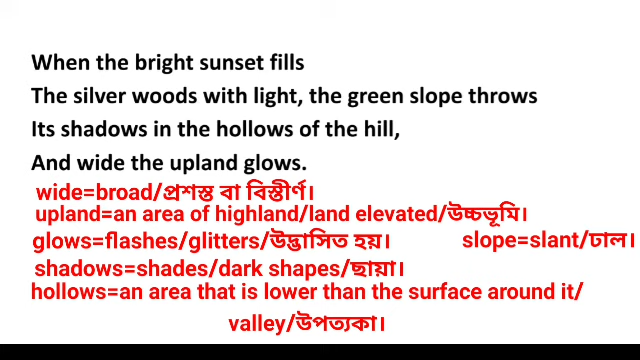 When the bright sunset fills
The silver woods with light, the green slope throws
Its shadows in the hollows of the hill,
And wide the upland glows.
wide=broad/প্রশস্ত বা বিস্তীর্ণ।
upland=an area of highland/land elevated/উচ্চভূমি।
glows=flashes/glitters/উদ্ভাসিত হয়। slope=slant/ঢাল।
shadows=shades/dark shapes/ছায়া।
hollows=an area that is lower than the surface around it/
valley/উপত্যকা।